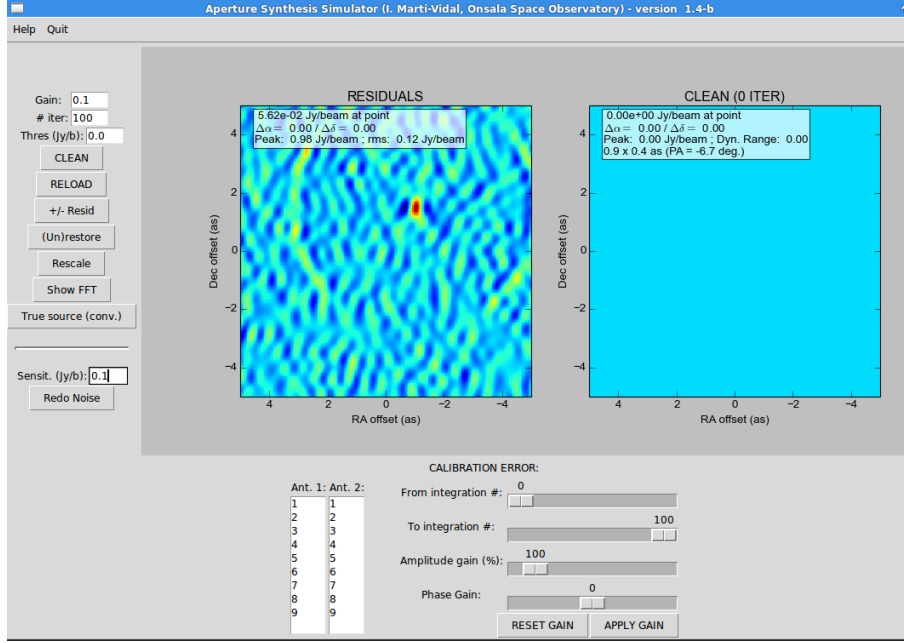 Aperture Synthesis Simulator (I. Marti-Vidal, Onsala Space Observatory) - version 1.4-b
Help Quit
Gain: 0.1
# iter: 100
Thres (Jy/b): 0.0
CLEAN
RELOAD
+/- Resid
(Un)restore
Rescale
Show FFT
True source (conv.)
Sensit. (Jy/b): 0.1
Redo Noise
RESIDUALS
5.62e-02 Jy/beam at point
Δα = 0.00 / Δδ = 0.00
Peak: 0.98 Jy/beam ; rms: 0.12 Jy/beam
4
2
0
−2
−4
Dec offset (as)
4 2 0 −2 −4
RA offset (as)
CLEAN (0 ITER)
0.00e+00 Jy/beam at point
Δα = 0.00 / Δδ = 0.00
Peak: 0.00 Jy/beam ; Dyn. Range: 0.00
0.9 x 0.4 as (PA = -6.7 deg.)
4
2
0
−2
−4
Dec offset (as)
4 2 0 −2 −4
RA offset (as)
CALIBRATION ERROR:
Ant. 1: Ant. 2:
1 1
2 2
3 3
4 4
5 5
6 6
7 7
8 8
9 9
0
From integration #:
100
To integration #:
100
Amplitude gain (%):
0
Phase Gain:
RESET GAIN APPLY GAIN